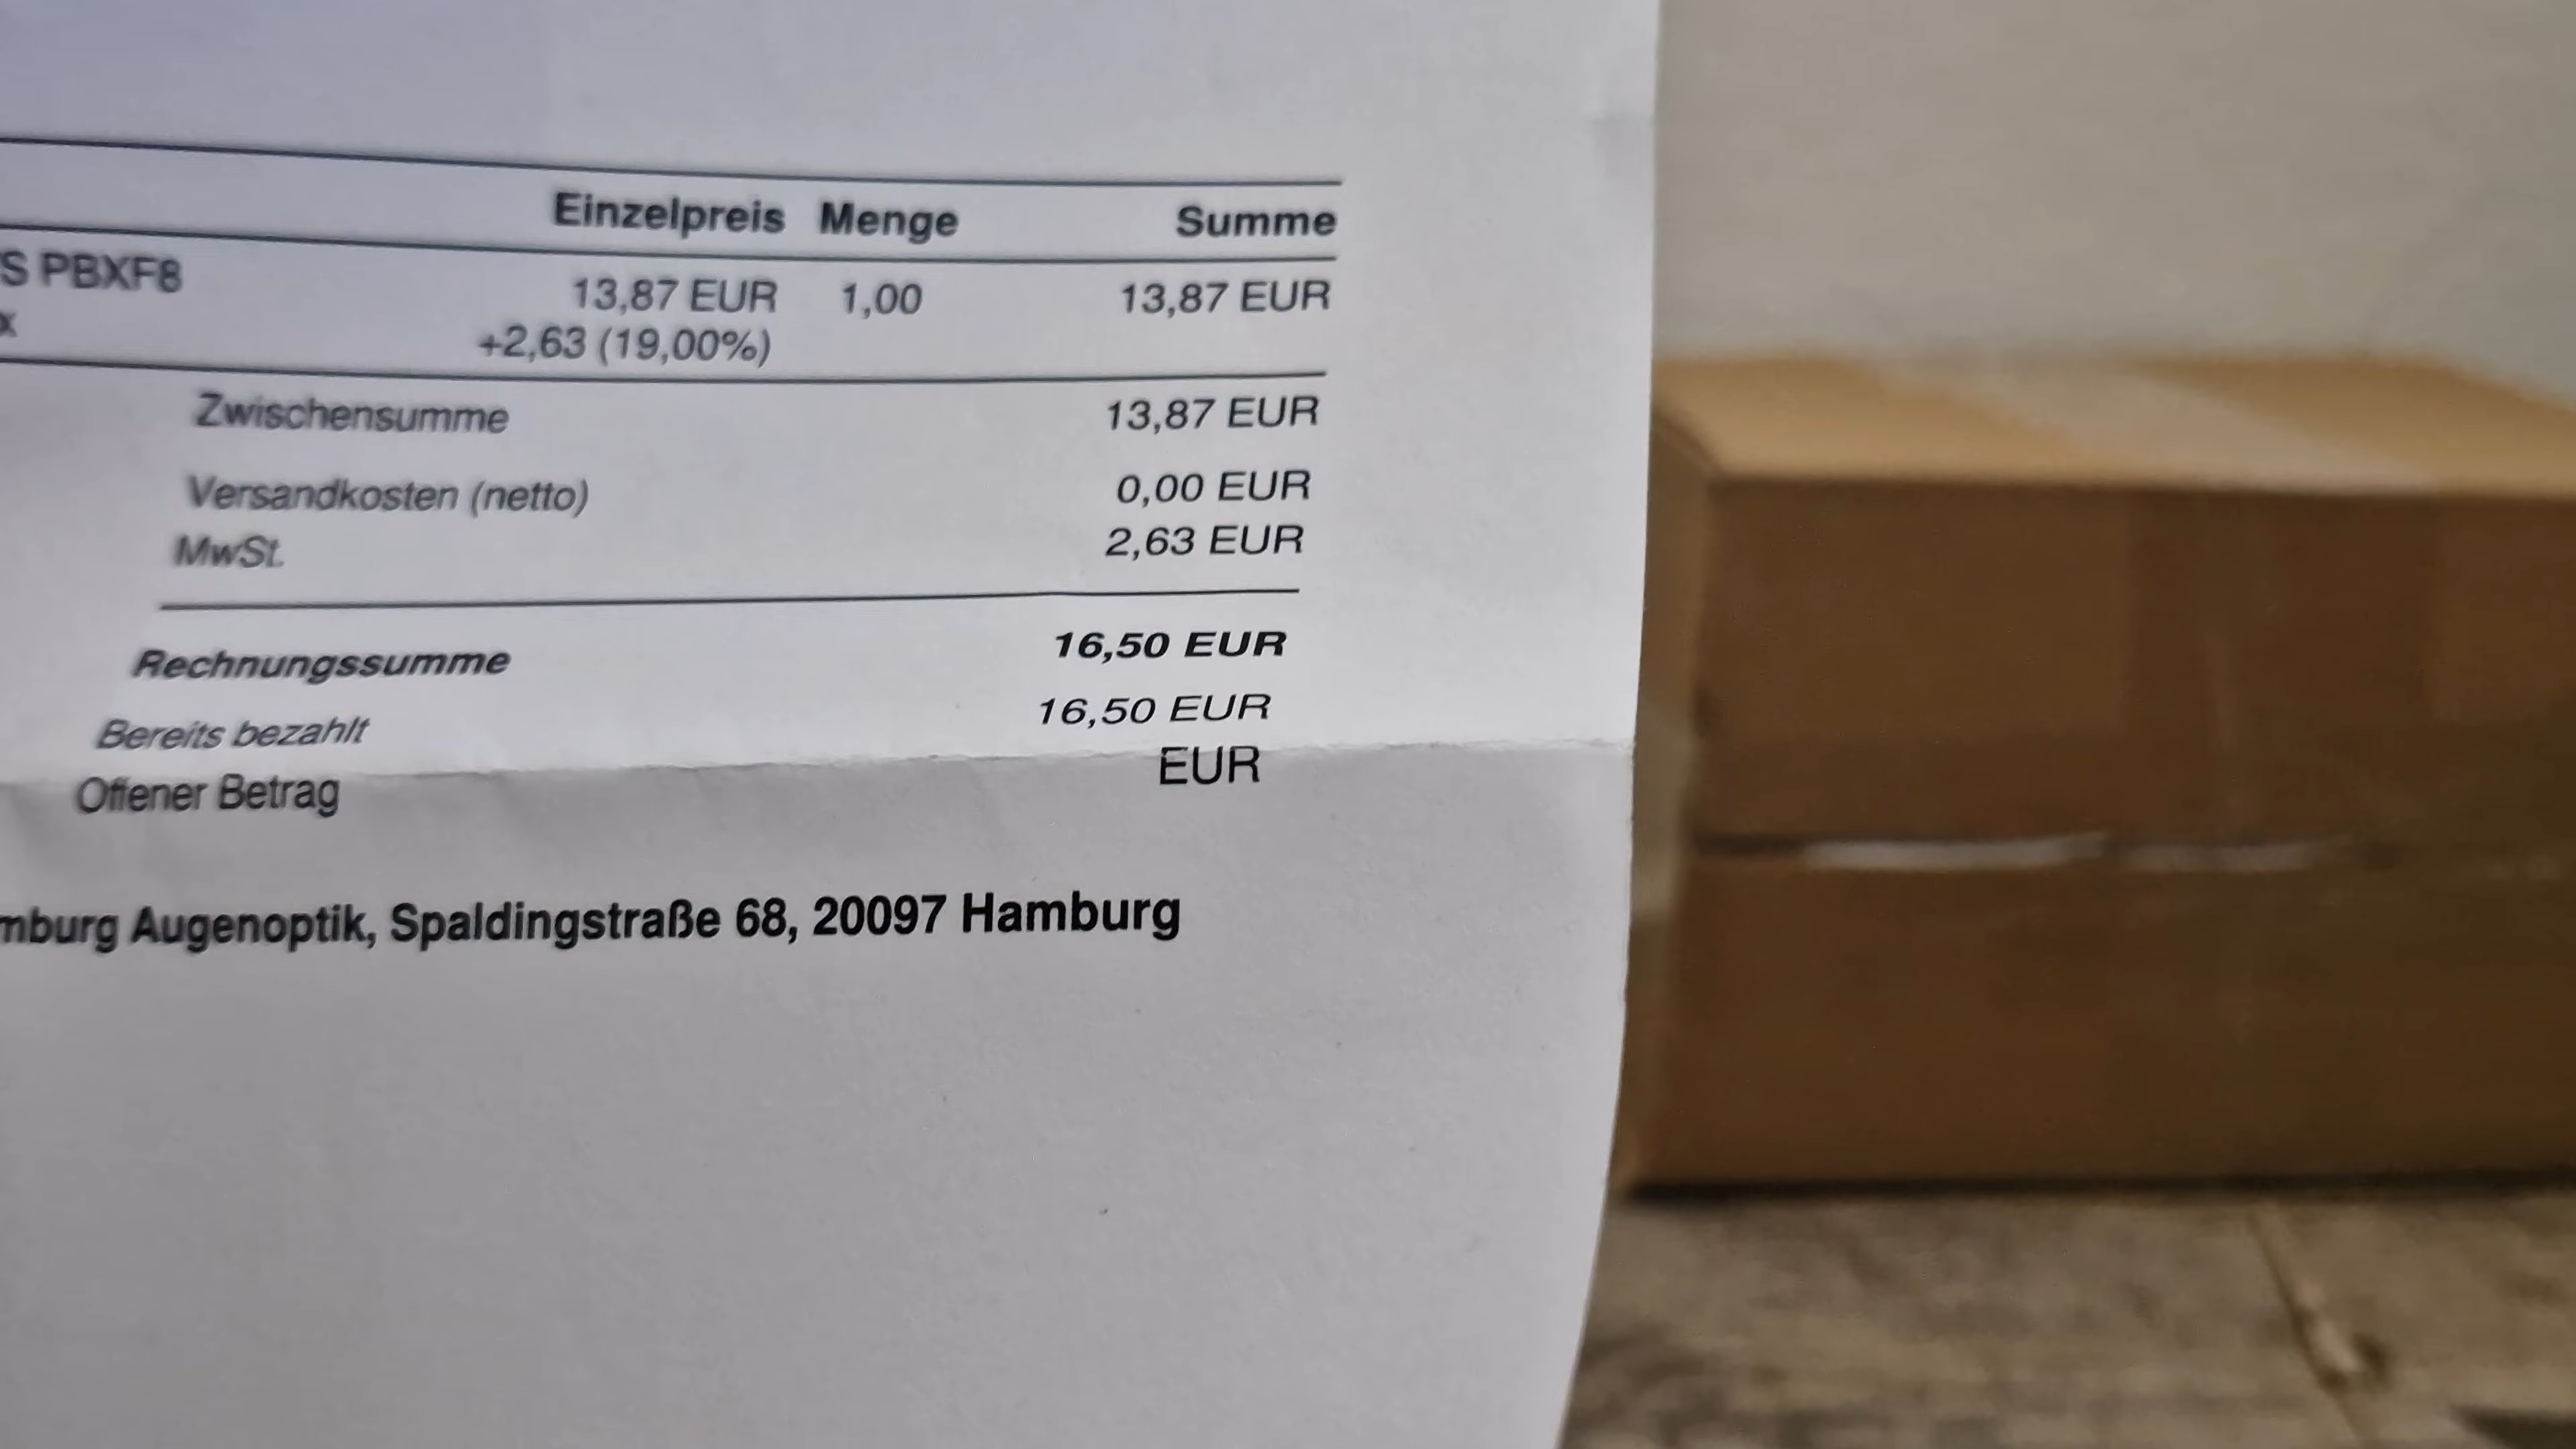 Einzelpreis Menge Summe
S PBXF8 13,87 EUR 1,00 13,87 EUR
x +2,63 (19,00%)
Zwischensumme 13,87 EUR
Versandkosten (netto) 0,00 EUR
MwSt. 2,63 EUR
Rechnungssumme 16,50 EUR
Bereits bezahlt 16,50 EUR
Offener Betrag EUR
mburg Augenoptik, Spaldingstraße 68, 20097 Hamburg